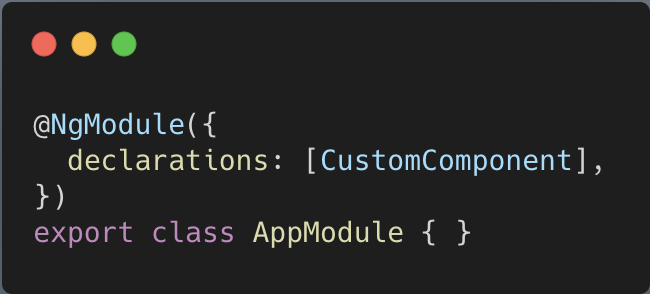 @NgModule({
  declarations: [CustomComponent],
})
export class AppModule { }